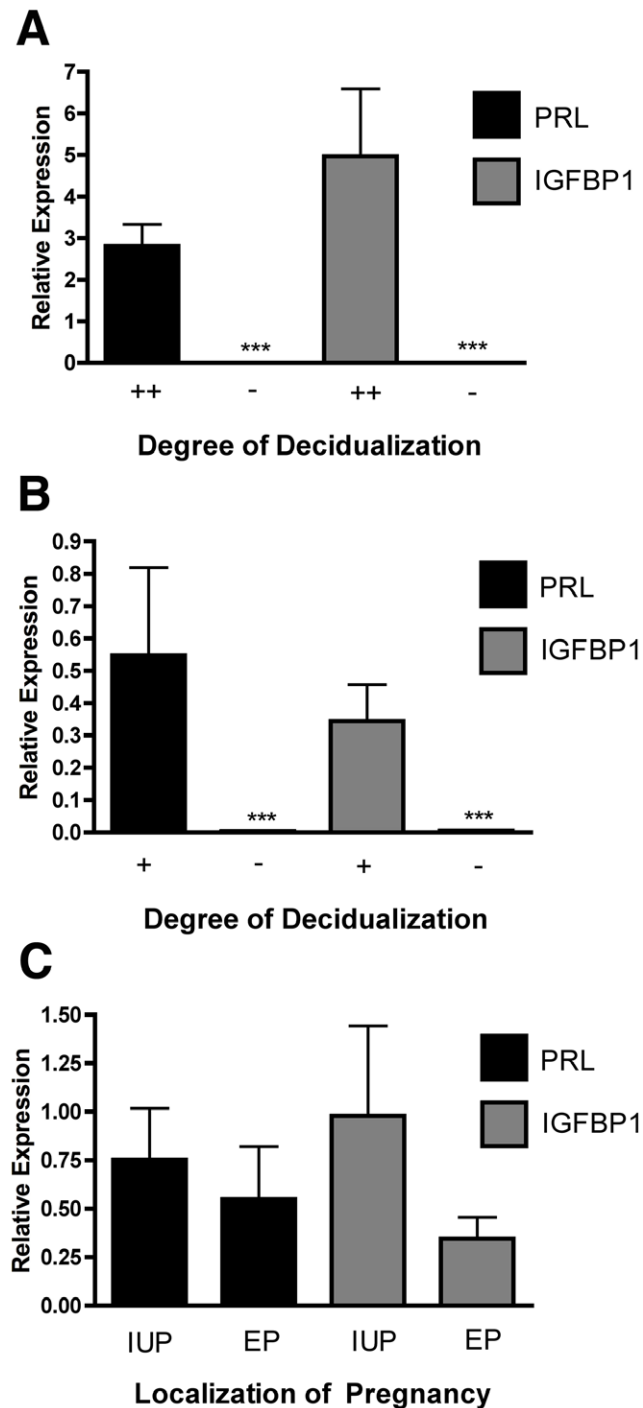 A
7
6
5
4
3
2
1
0
Relative Expression
PRL
IGFBP1
*** ***
++ - ++ -
Degree of Decidualization
B
0.9
0.8
0.7
0.6
0.5
0.4
0.3
0.2
0.1
0.0
Relative Expression
PRL
IGFBP1
*** ***
+ - + -
Degree of Decidualization
C
1.50
1.25
1.00
0.75
0.50
0.25
0.00
Relative Expression
PRL
IGFBP1
IUP EP IUP EP
Localization of Pregnancy